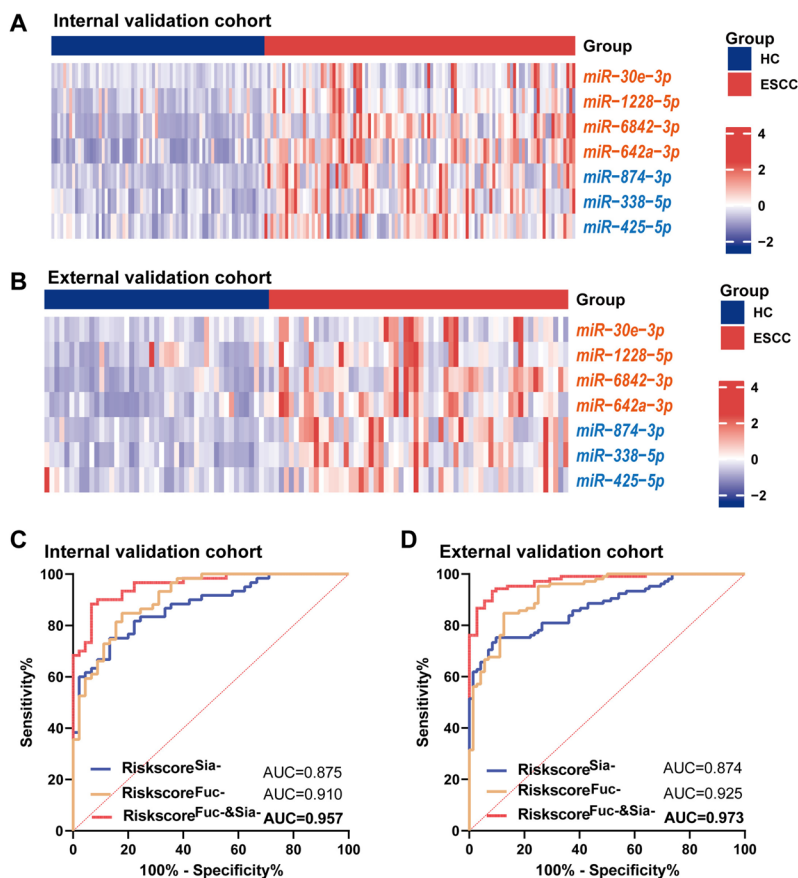 A Internal validation cohort
Group
miR-30e-3p
miR-1228-5p
miR-6842-3p
miR-642a-3p
miR-874-3p
miR-338-5p
miR-425-5p
Group
HC
ESCC
4
2
0
−2
B External validation cohort
Group
miR-30e-3p
miR-1228-5p
miR-6842-3p
miR-642a-3p
miR-874-3p
miR-338-5p
miR-425-5p
Group
HC
ESCC
4
2
0
−2
C Internal validation cohort
100
80
60
40
20
0
Sensitivity%
Riskscore^Sia- AUC=0.875
Riskscore^Fuc- AUC=0.910
Riskscore^Fuc-&Sia- AUC=0.957
0 20 40 60 80 100
100% - Specificity%
D External validation cohort
100
80
60
40
20
0
Sensitivity%
Riskscore^Sia- AUC=0.874
Riskscore^Fuc- AUC=0.925
Riskscore^Fuc-&Sia- AUC=0.973
0 20 40 60 80 100
100% - Specificity%